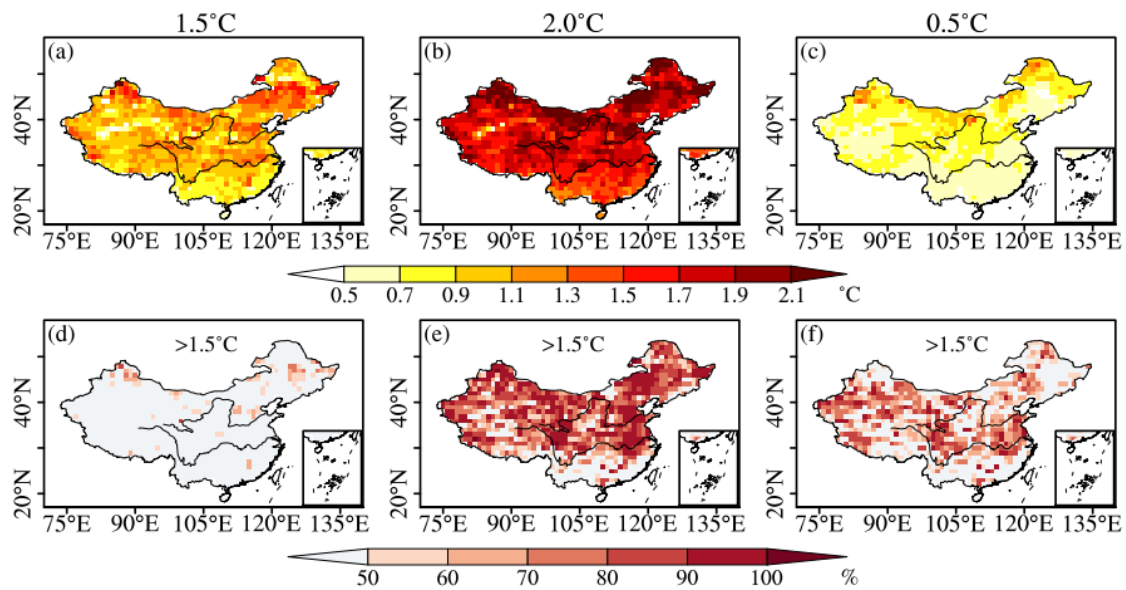 1.5˚C 2.0˚C 0.5˚C
(a) (b) (c)
40°N 40°N 40°N
20°N 20°N 20°N
75°E 90°E 105°E 120°E 135°E 75°E 90°E 105°E 120°E 135°E 75°E 90°E 105°E 120°E 135°E
0.5 0.7 0.9 1.1 1.3 1.5 1.7 1.9 2.1 ˚C
(d) >1.5˚C (e) >1.5˚C (f) >1.5˚C
40°N 40°N 40°N
20°N 20°N 20°N
75°E 90°E 105°E 120°E 135°E 75°E 90°E 105°E 120°E 135°E 75°E 90°E 105°E 120°E 135°E
50 60 70 80 90 100 %